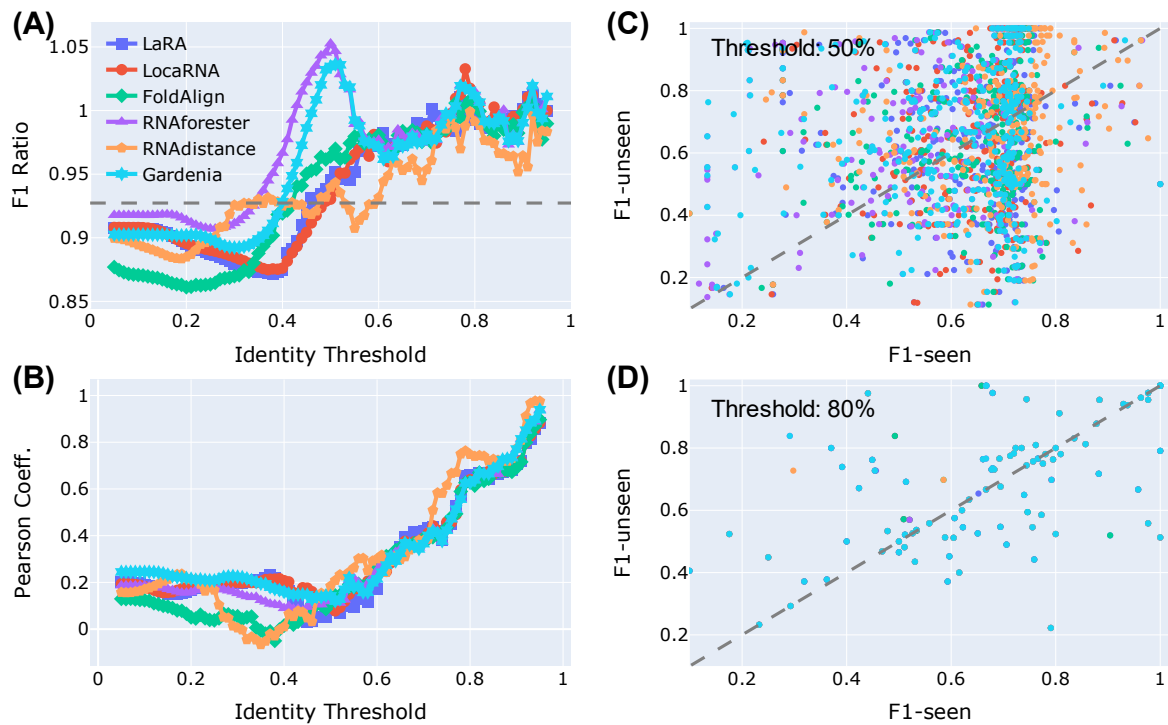 (A)
1.05
1
0.95
0.9
0.85
F1 Ratio
LaRA
LocaRNA
FoldAlign
RNAforester
RNAdistance
Gardenia
0 0.2 0.4 0.6 0.8 1
Identity Threshold
(B)
1
0.8
0.6
0.4
0.2
0
Pearson Coeff.
0 0.2 0.4 0.6 0.8 1
Identity Threshold
(C)
Threshold: 50%
1
0.8
0.6
0.4
0.2
F1-unseen
0.2 0.4 0.6 0.8 1
F1-seen
(D)
Threshold: 80%
1
0.8
0.6
0.4
0.2
F1-unseen
0.2 0.4 0.6 0.8 1
F1-seen